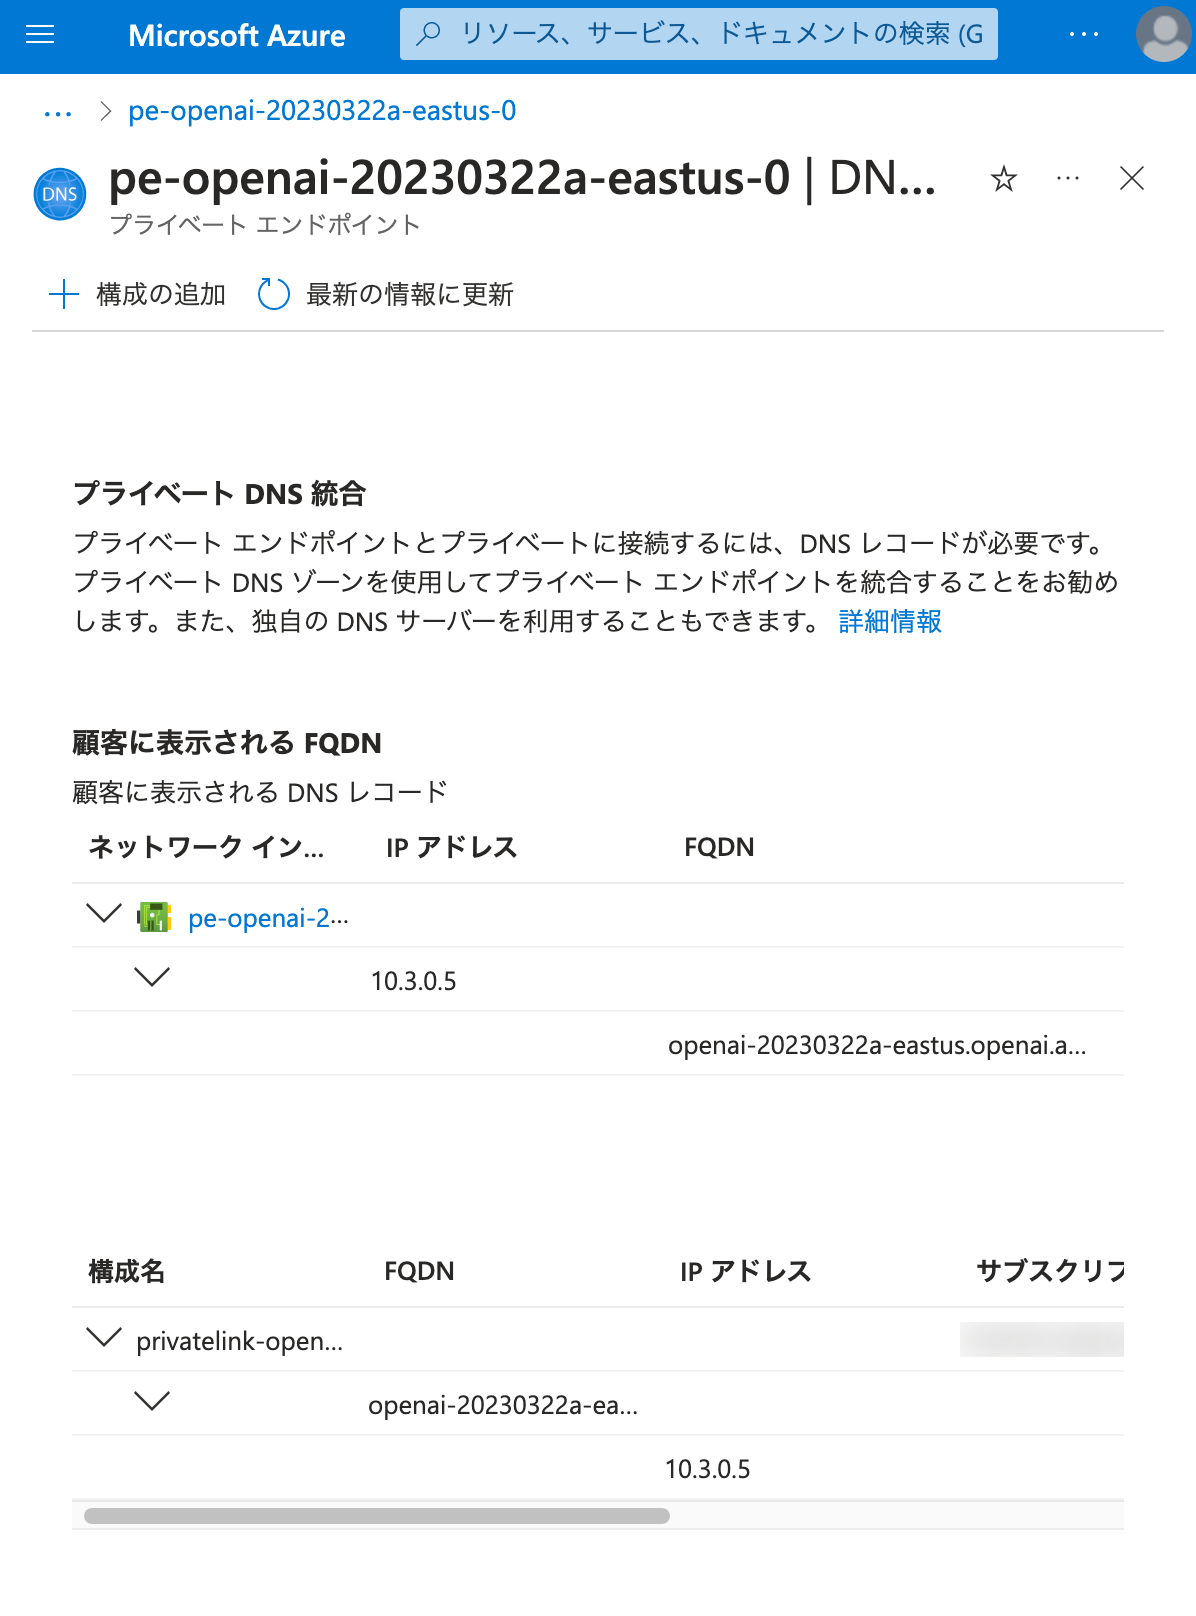 Microsoft Azure
リソース、サービス、ドキュメントの検索 (G
pe-openai-20230322a-eastus-0
DNS
pe-openai-20230322a-eastus-0 | DN...
プライベート エンドポイント
構成の追加 最新の情報に更新
プライベート DNS 統合
プライベート エンドポイントとプライベートに接続するには、DNS レコードが必要です。
プライベート DNS ゾーンを使用してプライベート エンドポイントを統合することをお勧め
します。また、独自の DNS サーバーを利用することもできます。 詳細情報
顧客に表示される FQDN
顧客に表示される DNS レコード
ネットワーク イン... IP アドレス FQDN
pe-openai-2...
10.3.0.5
openai-20230322a-eastus.openai.a...
構成名 FQDN IP アドレス サブスクリプ
privatelink-open...
openai-20230322a-ea...
10.3.0.5